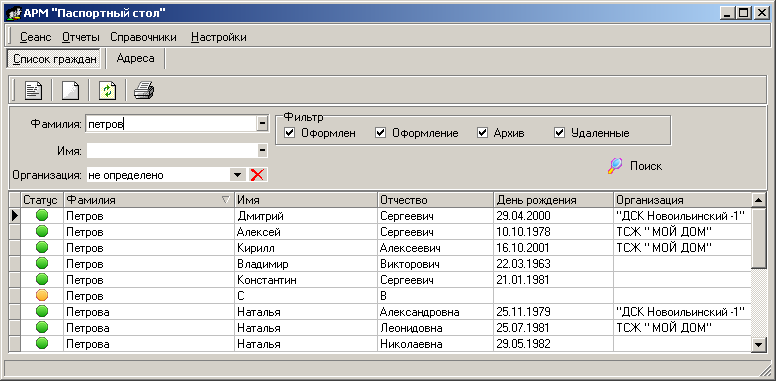 АРМ "Паспортный стол"
Сеанс Отчеты Справочники Настройки
Список граждан Адреса
Фамилия: петров
Фильтр
Оформлен Оформление Архив Удаленные
Имя:
Поиск
Организация: не определено
Статус Фамилия Имя Отчество День рождения Организация
Петров Дмитрий Сергеевич 29.04.2000 "ДСК Новоильинский -1"
Петров Алексей Сергеевич 10.10.1978 ТСЖ " МОЙ ДОМ"
Петров Кирилл Алексеевич 16.10.2001 ТСЖ " МОЙ ДОМ"
Петров Владимир Викторович 22.03.1963
Петров Константин Сергеевич 21.01.1981
Петров С В
Петрова Наталья Александровна 25.11.1979 "ДСК Новоильинский -1"
Петрова Наталья Леонидовна 25.07.1981 ТСЖ " МОЙ ДОМ"
Петрова Наталья Николаевна 29.05.1982